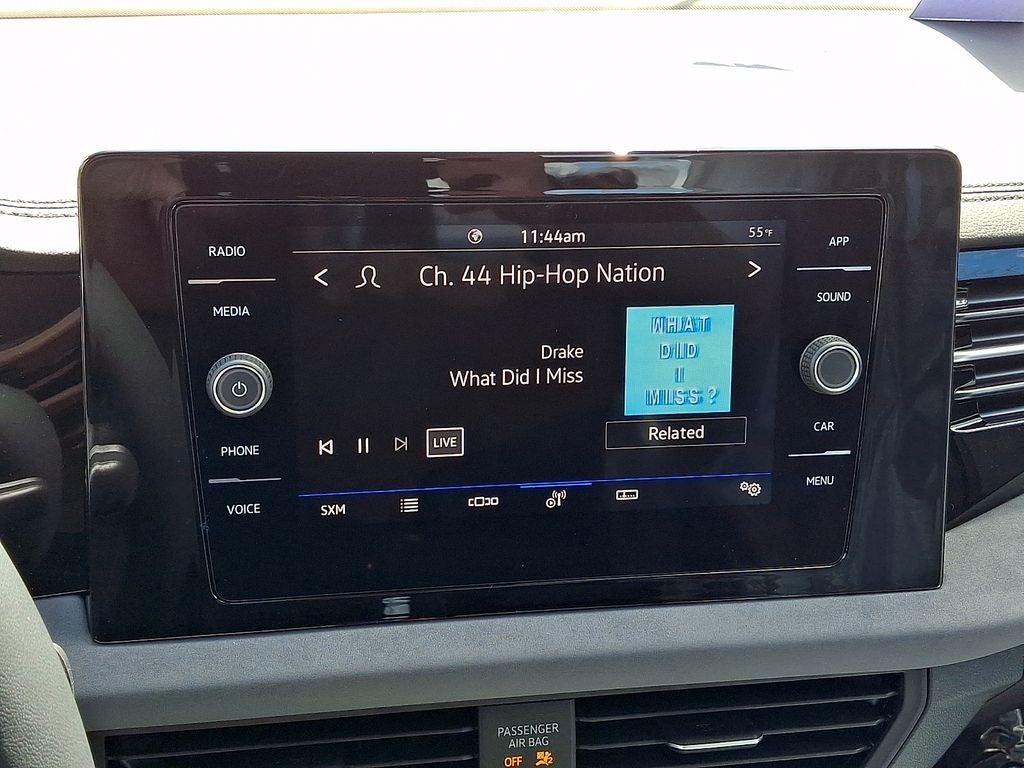 11:44am
55°F
RADIO
MEDIA
PHONE
VOICE
Ch. 44 Hip-Hop Nation
Drake
What Did I Miss
WHAT
DID
I
MISS?
Related
LIVE
SXM
APP
SOUND
CAR
MENU
PASSENGER
AIR BAG
OFF